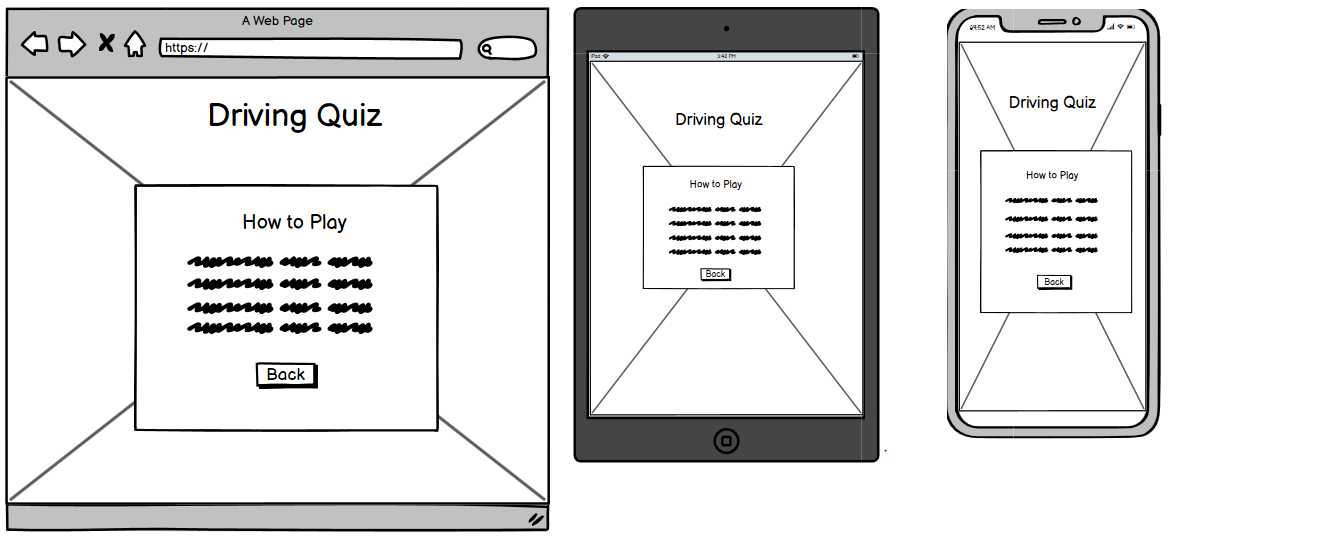 A Web Page
https://
Driving Quiz
How to Play
Back
iPad
3:42 PM
Driving Quiz
How to Play
Back
09:52 AM
Driving Quiz
How to Play
Back